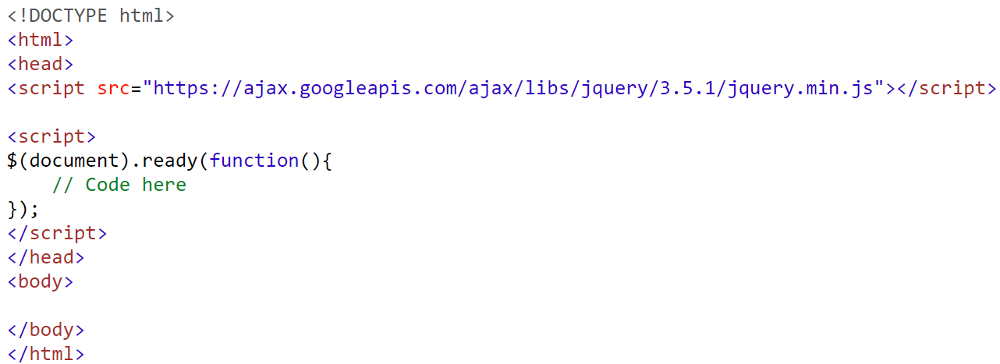 <!DOCTYPE html>
<html>
<head>
<script src="https://ajax.googleapis.com/ajax/libs/jquery/3.5.1/jquery.min.js"></script>
<script>
$(document).ready(function(){
    // Code here
});
</script>
</head>
<body>
</body>
</html>